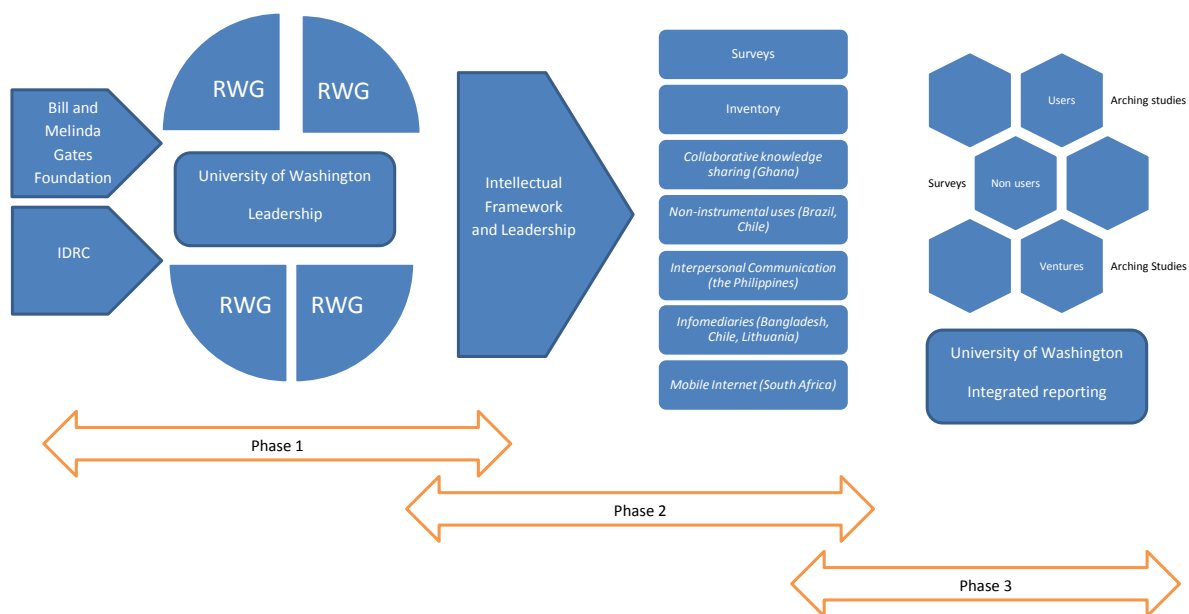 Bill and
Melinda
Gates
Foundation
IDRC
RWG
RWG
University of Washington
Leadership
RWG
RWG
Intellectual
Framework
and Leadership
Surveys
Inventory
Collaborative knowledge
sharing (Ghana)
Non-instrumental uses (Brazil,
Chile)
Interpersonal Communication
(the Philippines)
Infomediaries (Bangladesh,
Chile, Lithuania)
Mobile Internet (South Africa)
Users
Arching studies
Surveys
Non users
Ventures
Arching Studies
University of Washington
Integrated reporting
Phase 1
Phase 2
Phase 3